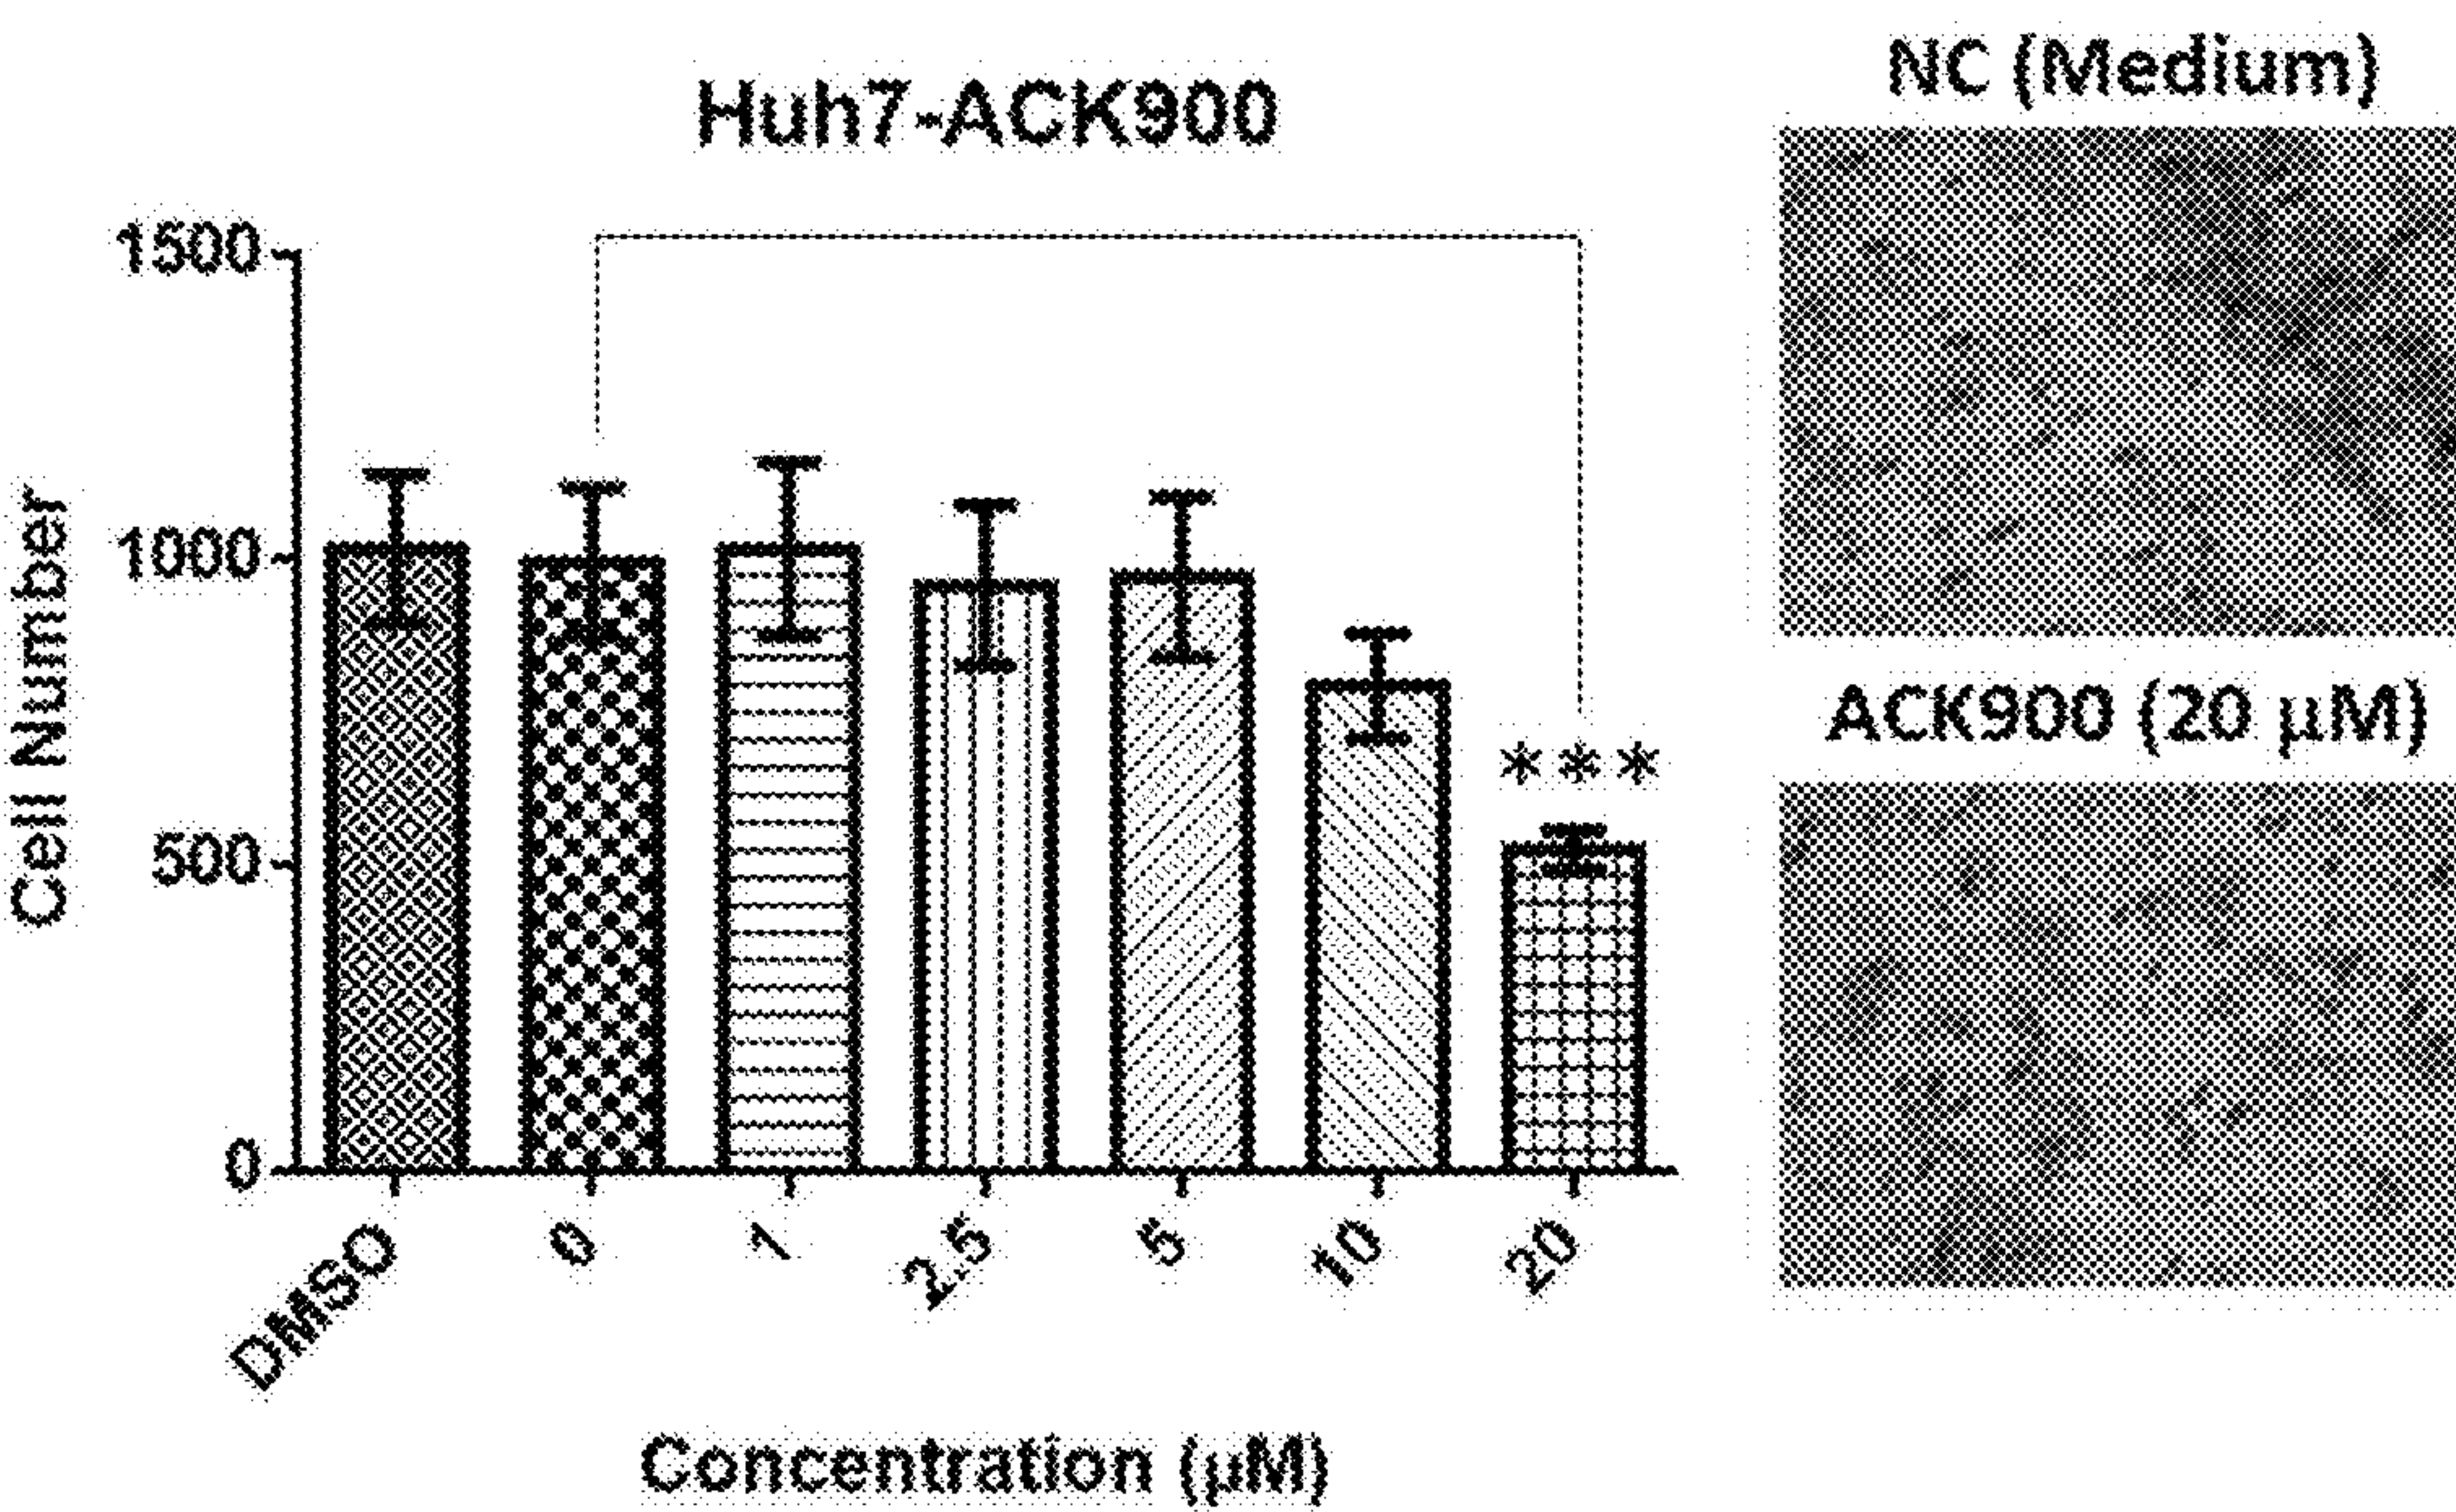 Huh7-ACK900
1500
1000
500
0
Cell Number
***
DMSO
0
1
2.5
5
10
20
Concentration (µM)
NC (Medium)
ACK900 (20 µM)